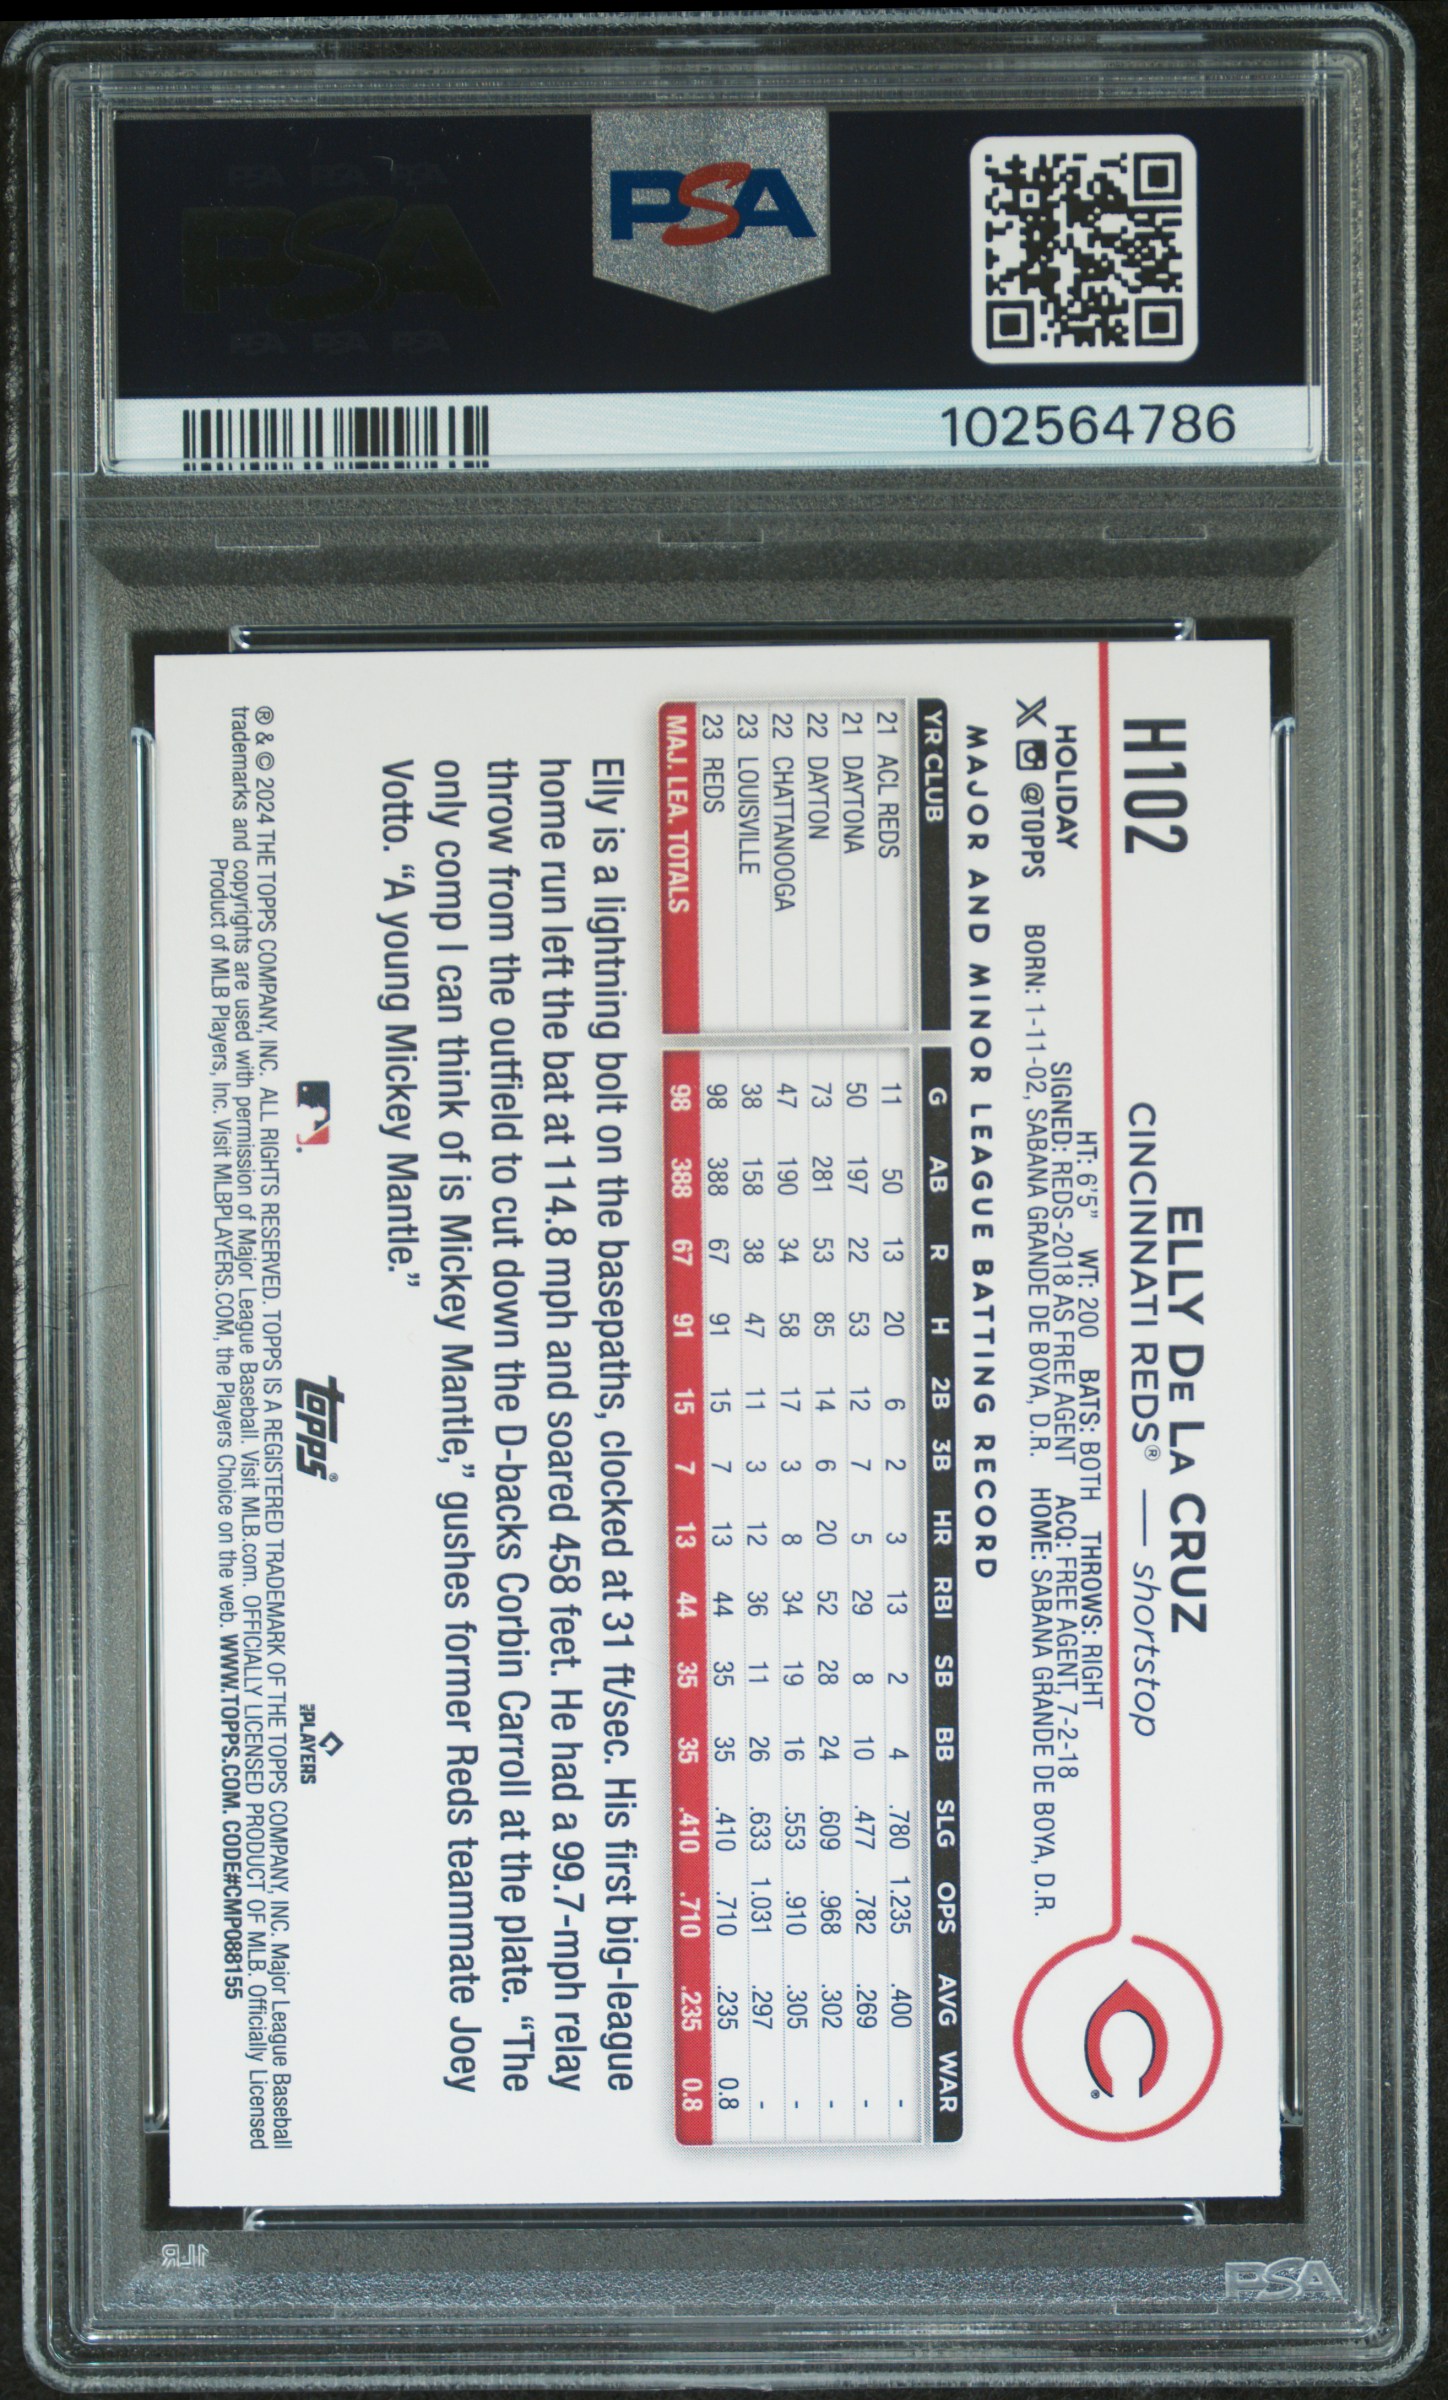 PSA
102564786
H102
ELLY DE LA CRUZ
CINCINNATI REDS® — shortstop
HOLIDAY
X @TOPPS
HT: 6'5" WT: 200 BATS: BOTH THROWS: RIGHT
SIGNED: REDS-2018 AS FREE AGENT ACQ: FREE AGENT, 7-2-18
BORN: 1-11-02, SABANA GRANDE DE BOYA, D.R. HOME: SABANA GRANDE DE BOYA, D.R.
MAJOR AND MINOR LEAGUE BATTING RECORD
YR CLUB G AB R H 2B 3B HR RBI SB BB SLG OPS AVG WAR
21 ACL REDS 11 50 13 20 6 2 3 13 2 4 .780 1.235 .400 -
21 DAYTONA 50 197 22 53 12 7 5 29 8 10 .477 .782 .269 -
22 DAYTON 73 281 53 85 14 6 20 52 28 24 .609 .968 .302 -
22 CHATTANOOGA 47 190 34 58 17 3 8 34 19 16 .553 .910 .305 -
23 LOUISVILLE 38 158 38 47 11 3 12 36 11 26 .633 1.031 .297 -
23 REDS 98 388 67 91 15 7 13 44 35 35 .410 .710 .235 0.8
MAJ. LEA. TOTALS 98 388 67 91 15 7 13 44 35 35 .410 .710 .235 0.8
Elly is a lightning bolt on the basepaths, clocked at 31 ft/sec. His first big-league
home run left the bat at 114.8 mph and soared 458 feet. He had a 99.7-mph relay
throw from the outfield to cut down the D-backs Corbin Carroll at the plate. “The
only comp I can think of is Mickey Mantle,” gushes former Reds teammate Joey
Votto. “A young Mickey Mantle.”
topps®
PLAYERS
® & © 2024 THE TOPPS COMPANY, INC. ALL RIGHTS RESERVED. TOPPS IS A REGISTERED TRADEMARK OF THE TOPPS COMPANY, INC. Major League Baseball
trademarks and copyrights are used with permission of Major League Baseball. Visit MLB.com. OFFICIALLY LICENSED PRODUCT OF MLB. Officially Licensed
Product of MLB Players, Inc. Visit MLBPLAYERS.COM, the Players Choice on the web. WWW.TOPPS.COM. CODE#CMP088155
PSA